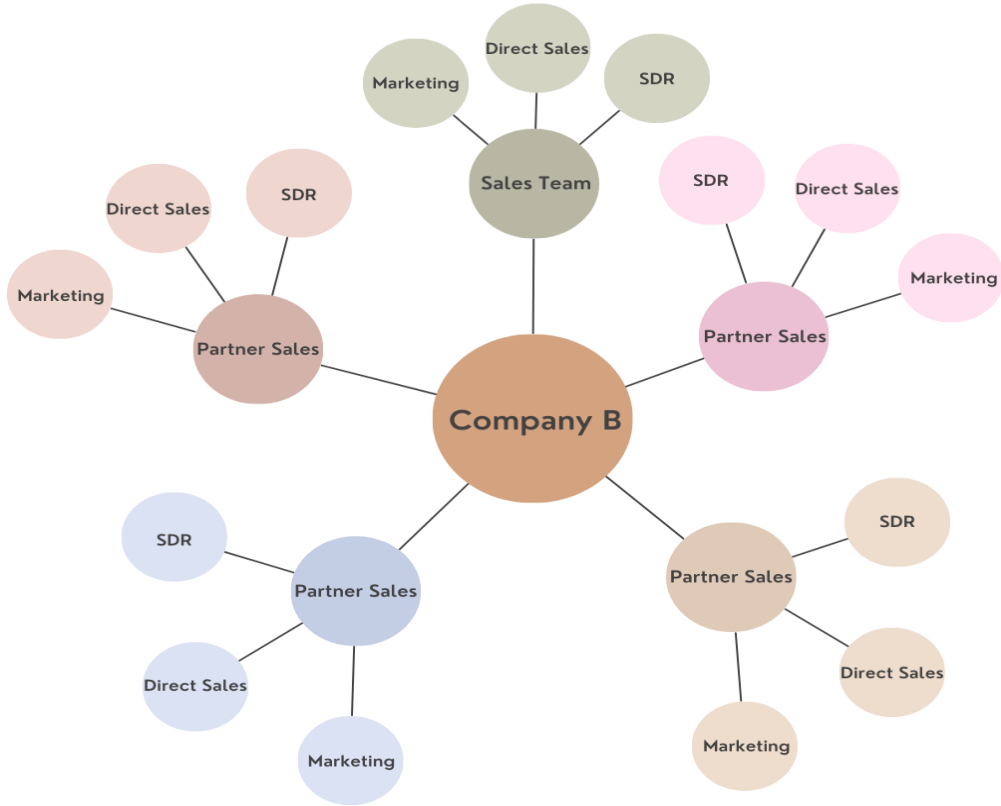 Direct Sales
Marketing
SDR
Sales Team
SDR
Direct Sales
Marketing
Partner Sales
SDR
Direct Sales
Marketing
Partner Sales
Company B
SDR
Direct Sales
Marketing
Partner Sales
SDR
Direct Sales
Marketing
Partner Sales